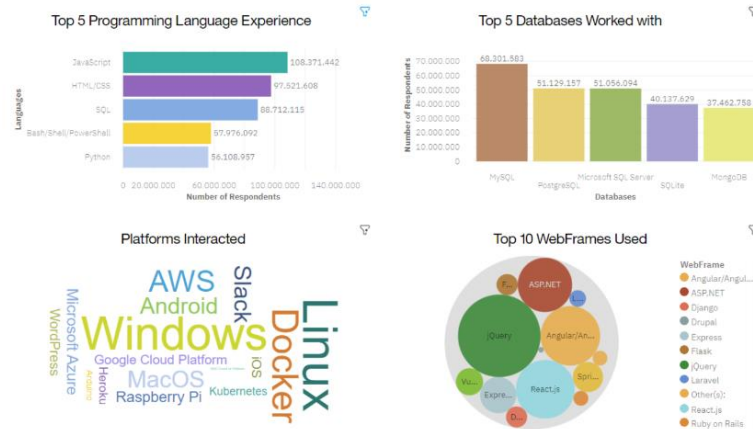 Top 5 Programming Language Experience
Languages
JavaScript
108.371.442
HTML/CSS
97.621.608
SQL
88.712.115
Bash/Shell/PowerShell
57.976.092
Python
56.108.957
0 20.000.000 60.000.000 100.000.000 140.000.000
Number of Respondents
Top 5 Databases Worked with
Number of Respondents
70.000.000
60.000.000
50.000.000
40.000.000
30.000.000
20.000.000
10.000.000
0
68.301.583
51.129.157
51.056.094
40.137.629
37.462.758
MySQL
PostgreSQL
Microsoft SQL Server
SQLite
MongoDB
Databases
Platforms Interacted
AWS
Slack
Android
Windows
Linux
Docker
Microsoft Azure
WordPress
Google Cloud Platform
iOS
MacOS
Heroku
Arduino
Kubernetes
Raspberry Pi
Top 10 WebFrames Used
F...
ASP.NET
L...
jQuery
Angular/An...
Spri...
Vu...
Expre...
React.js
D...
WebFrame
Angular/Angul...
ASP.NET
Django
Drupal
Express
Flask
jQuery
Laravel
Other(s):
React.js
Ruby on Rails